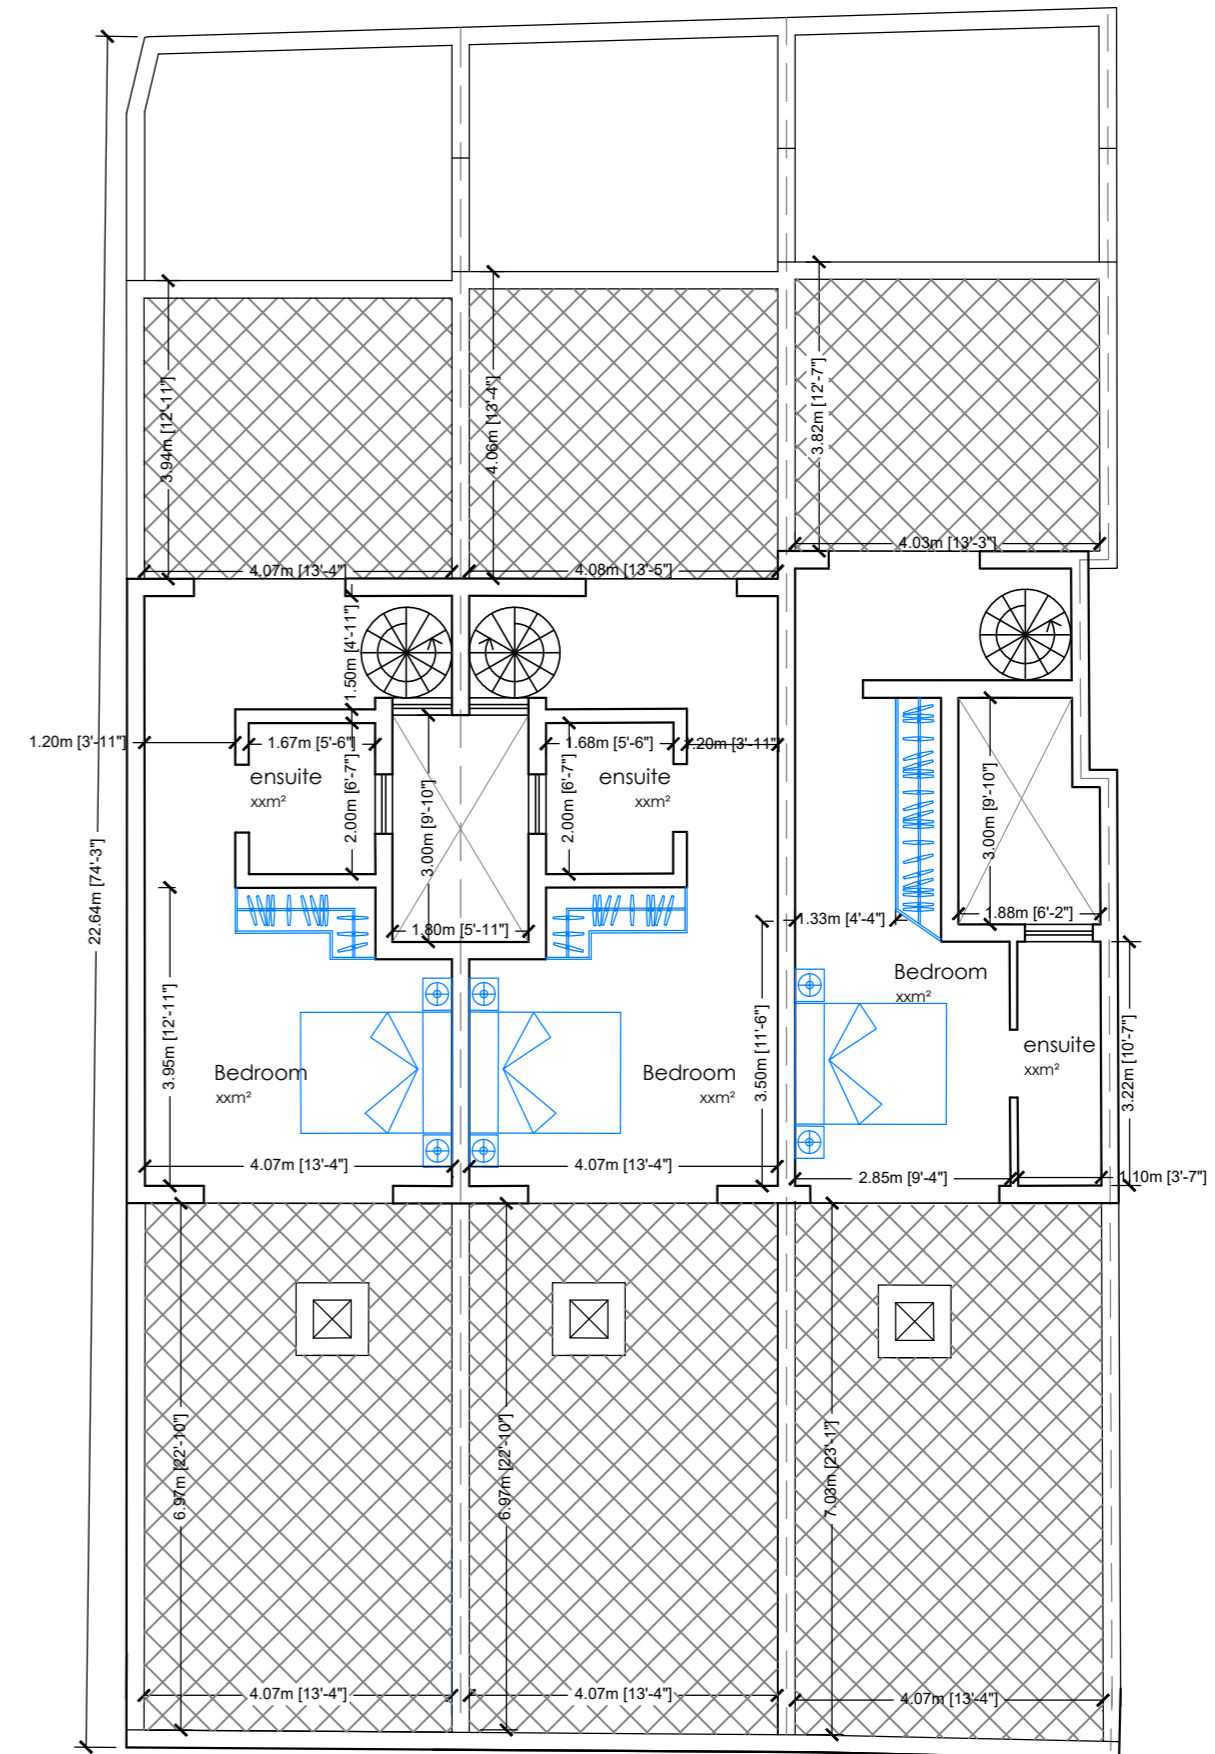 3.94m [12'-11"]
4.06m [13'-4"]
3.82m [12'-7"]
4.07m [13'-4"]
4.08m [13'-5"]
4.03m [13'-3"]
1.50m [4'-11"]
1.20m [3'-11"]
1.67m [5'-6"]
1.68m [5'-6"]
1.20m [3'-11"]
ensuite
xxm²
2.00m [6'-7"]
3.00m [9'-10"]
2.00m [6'-7"]
ensuite
xxm²
3.00m [9'-10"]
22.64m [74'-3"]
1.80m [5'-11"]
1.33m [4'-4"]
1.88m [6'-2"]
Bedroom
xxm²
3.95m [12'-11"]
3.50m [11'-6"]
ensuite
xxm²
3.22m [10'-7"]
Bedroom
xxm²
Bedroom
xxm²
4.07m [13'-4"]
4.07m [13'-4"]
2.85m [9'-4"]
1.10m [3'-7"]
6.97m [22'-10"]
6.97m [22'-10"]
7.03m [23'-1"]
4.07m [13'-4"]
4.07m [13'-4"]
4.07m [13'-4"]